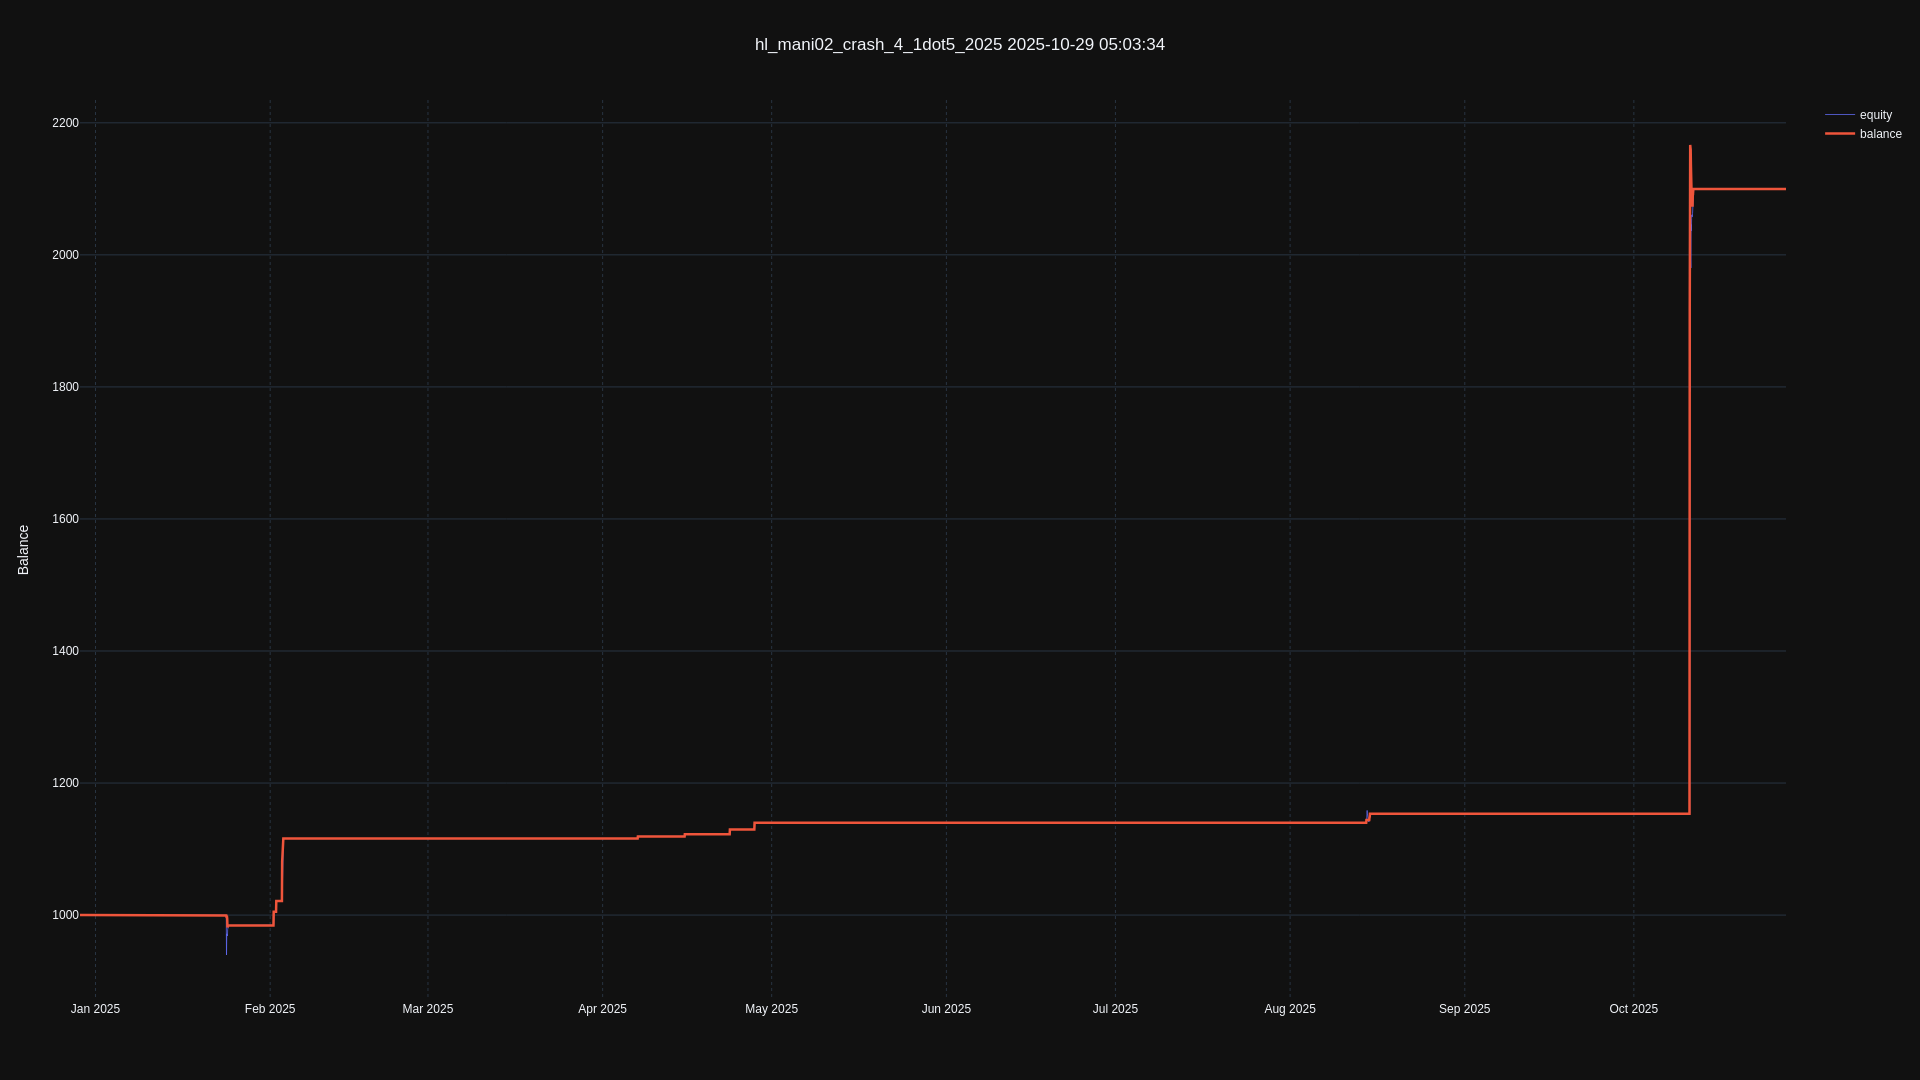 hl_mani02_crash_4_1dot5_2025 2025-10-29 05:03:34
equity
balance
2200
2000
1800
1600
1400
1200
1000
Balance
Jan 2025
Feb 2025
Mar 2025
Apr 2025
May 2025
Jun 2025
Jul 2025
Aug 2025
Sep 2025
Oct 2025